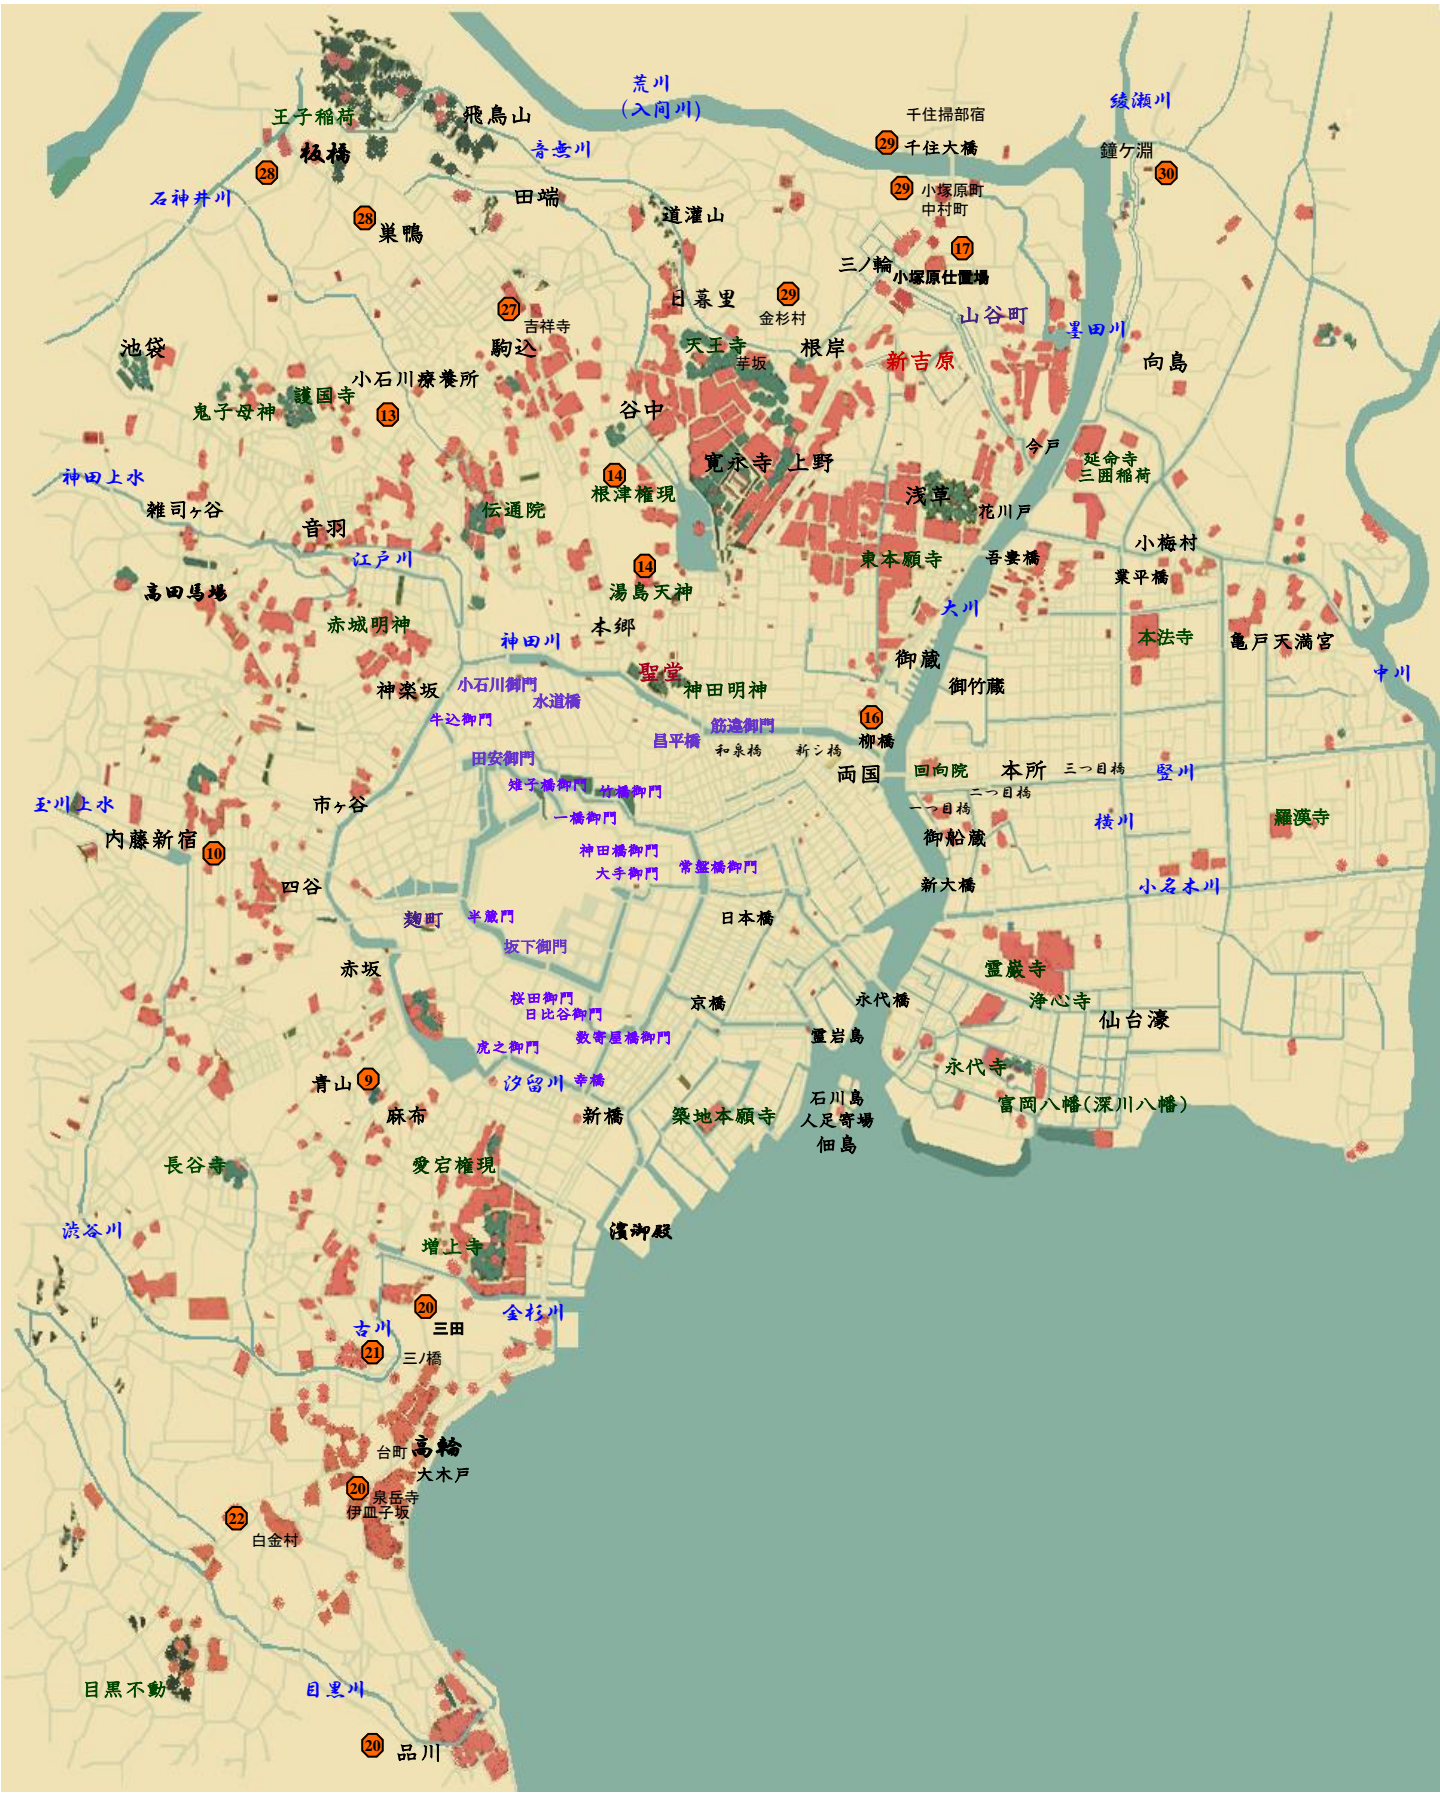 荒川
(入间川)
綾瀬川
王子稲荷
飛鳥山
千住掃部宿
29
千住大橋
板橋
音無川
鐘ケ淵
28
30
石神井川
田端
29
小塚原町
中村町
28
巣鴨
道灌山
17
三ノ輪
小塚原仕置場
日暮里
29
金杉村
山谷町
墨田川
27
吉祥寺
池袋
駒込
天王寺
芋坂
根岸
新吉原
向島
小石川療養所
護国寺
鬼子母神
13
谷中
今戸
延命寺
三囲稲荷
寛永寺
上野
神田上水
14
根津権現
浅草
花川戸
雑司ヶ谷
音羽
伝通院
小梅村
江戸川
東本願寺
吾妻橋
14
業平橋
高田馬場
湯島天神
大川
赤城明神
本郷
本法寺
亀戸天満宮
神田川
御蔵
聖堂
中川
神楽坂
小石川御門
神田明神
御竹蔵
水道橋
牛込御門
16
筋違御門
昌平橋
柳橋
和泉橋
新シ橋
田安御門
両国
回向院
本所
三つ目橋
竪川
雉子橋御門
竹橋御門
二つ目橋
玉川上水
市ヶ谷
一つ目橋
一橋御門
横川
羅漢寺
内藤新宿
10
御船蔵
神田橋御門
常盤橋御門
大手御門
四谷
新大橋
小名木川
麹町
半蔵門
日本橋
坂下御門
赤坂
霊巌寺
桜田御門
京橋
永代橋
浄心寺
日比谷御門
仙台濠
数寄屋橋御門
霊岩島
虎之御門
永代寺
青山
9
汐留川
幸橋
石川島
人足寄場
佃島
富岡八幡(深川八幡)
麻布
新橋
築地本願寺
長谷寺
愛宕権現
渋谷川
濱御殿
増上寺
20
三田
金杉川
古川
21
三ノ橋
台町
高輪
大木戸
20
泉岳寺
伊皿子坂
22
白金村
目黒不動
目黒川
20
品川